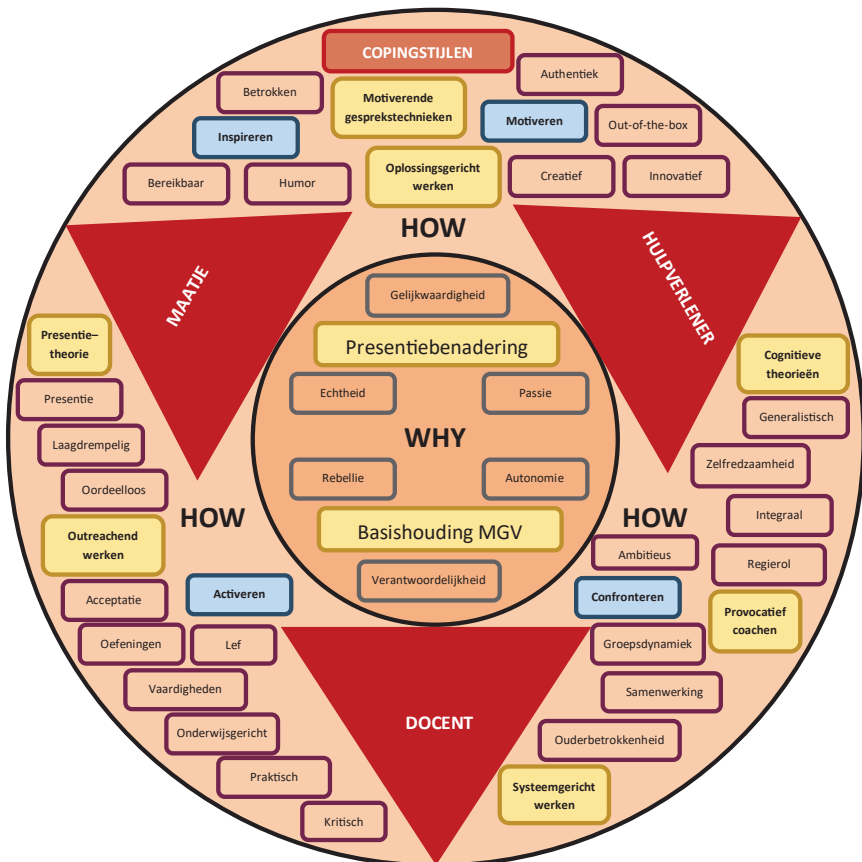 COPINGSTIJLEN
Authentiek
Betrokken
Motiverende
gesprekstechnieken
Motiveren
Out-of-the-box
Inspireren
Oplossingsgericht
werken
Creatief
Innovatief
Bereikbaar
Humor
HOW
MAATJE
HULPVERLENER
Gelijkwaardigheid
Presentiebenadering
Echtheid
Passie
WHY
Rebellie
Autonomie
Basishouding MGV
Verantwoordelijkheid
Presentie–
theorie
Presentie
Laagdrempelig
Oordeelloos
HOW
Outreachend
werken
Acceptatie
Activeren
Oefeningen
Lef
Vaardigheden
Onderwijsgericht
Praktisch
Kritisch
Cognitieve
theorieën
Generalistisch
Zelfredzaamheid
Integraal
HOW
Ambitieus
Regierol
Confronteren
Provocatief
coachen
Groepsdynamiek
Samenwerking
Ouderbetrokkenheid
Systeemgericht
werken
DOCENT